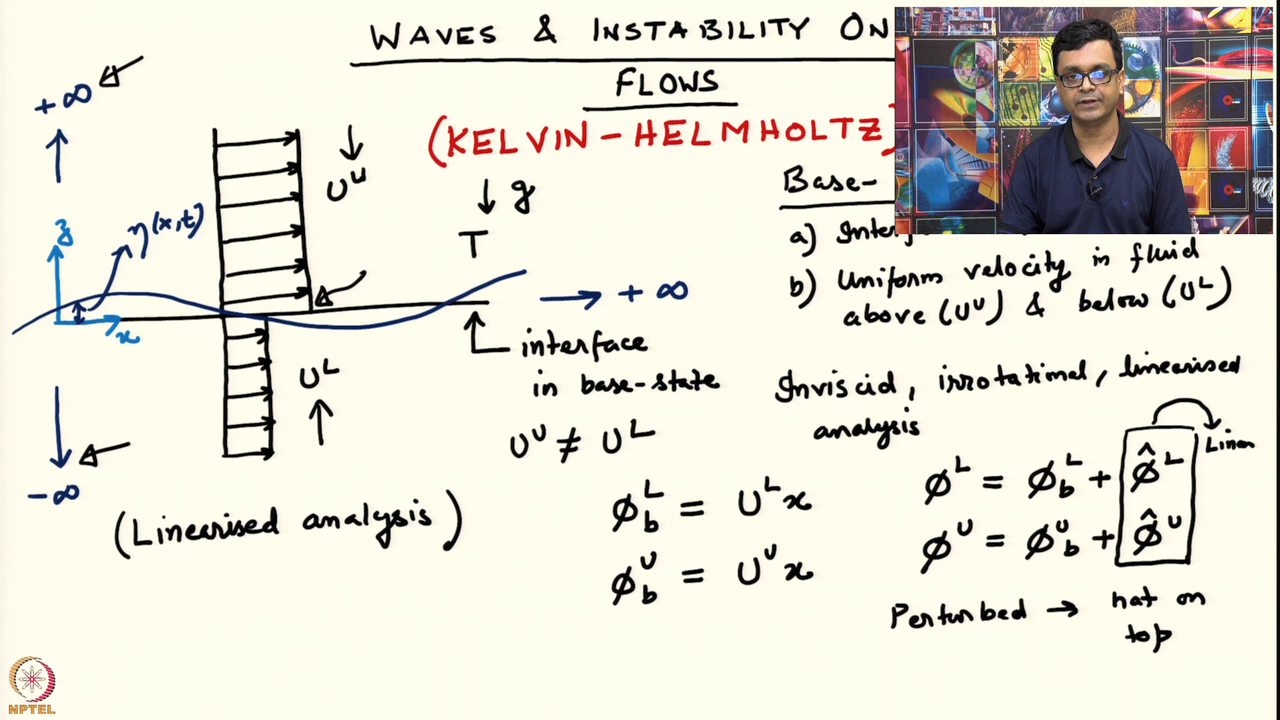 WAVES & INSTABILITY ON
FLOWS
(KELVIN-HELMHOLTZ)
+∞
U^U
↓ g
T
η(x,t)
z
x
→ +∞
interface
in base-state
U^L
-∞
U^U ≠ U^L
(Linearised analysis)
ϕ_b^L = U^L x
ϕ_b^U = U^U x
Base-
a)
b) Uniform velocity in fluid
above (U^U) & below (U^L)
Inviscid, irrotational, linearised
analysis
ϕ^L = ϕ_b^L + ϕ̂^L
ϕ^U = ϕ_b^U + ϕ̂^U
Perturbed → hat on
top
NPTEL